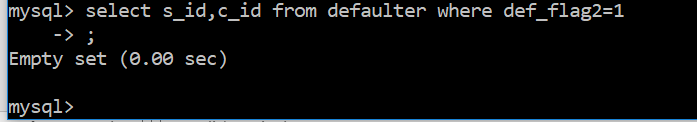 mysql> select s_id,c_id from defaulter where def_flag2=1
    -> ;
Empty set (0.00 sec)
mysql>